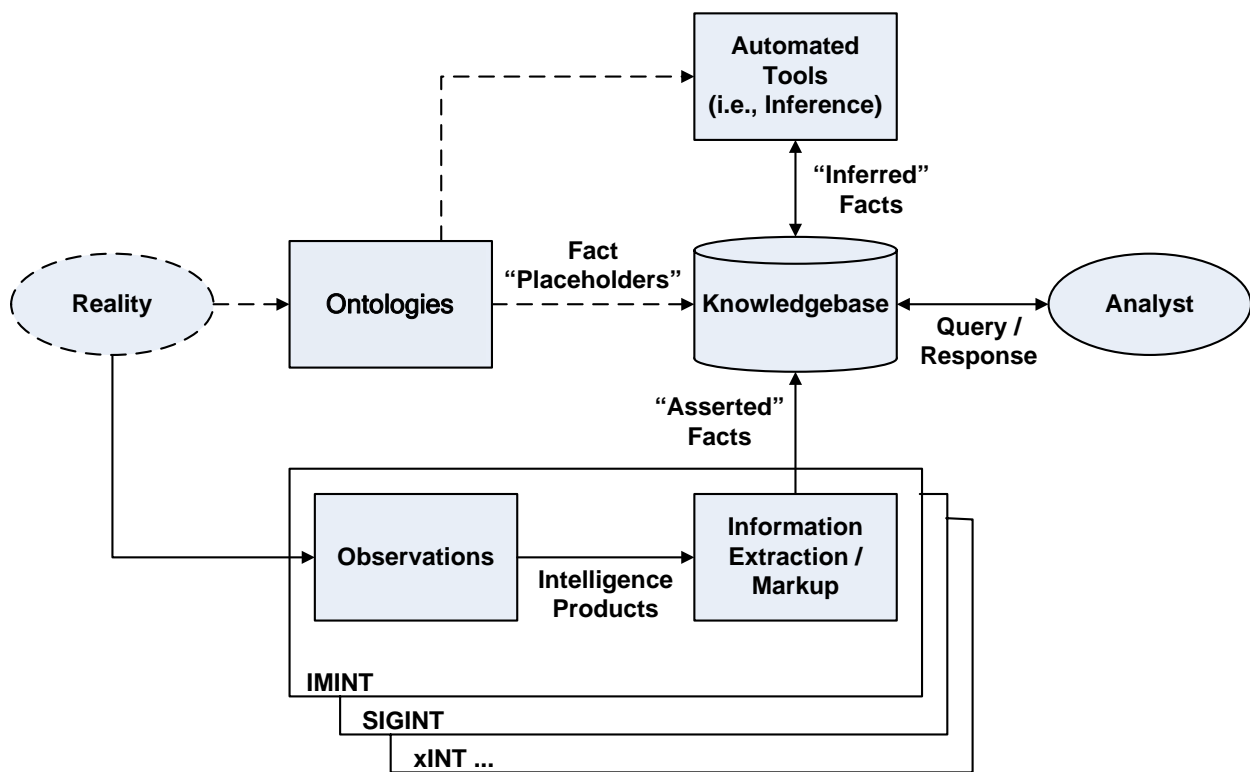 Automated
Tools
(i.e., Inference)
“Inferred”
Facts
Fact
“Placeholders”
Reality
Ontologies
Knowledgebase
Analyst
Query /
Response
“Asserted”
Facts
Observations
Information
Extraction /
Markup
Intelligence
Products
IMINT
SIGINT
xINT ...